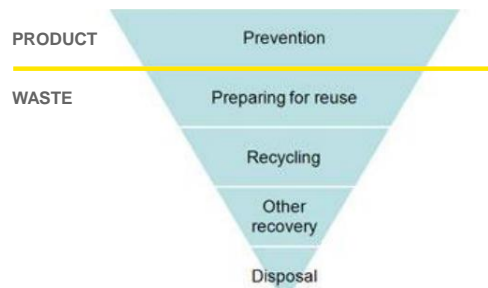 PRODUCT
Prevention
WASTE
Preparing for reuse
Recycling
Other
recovery
Disposal